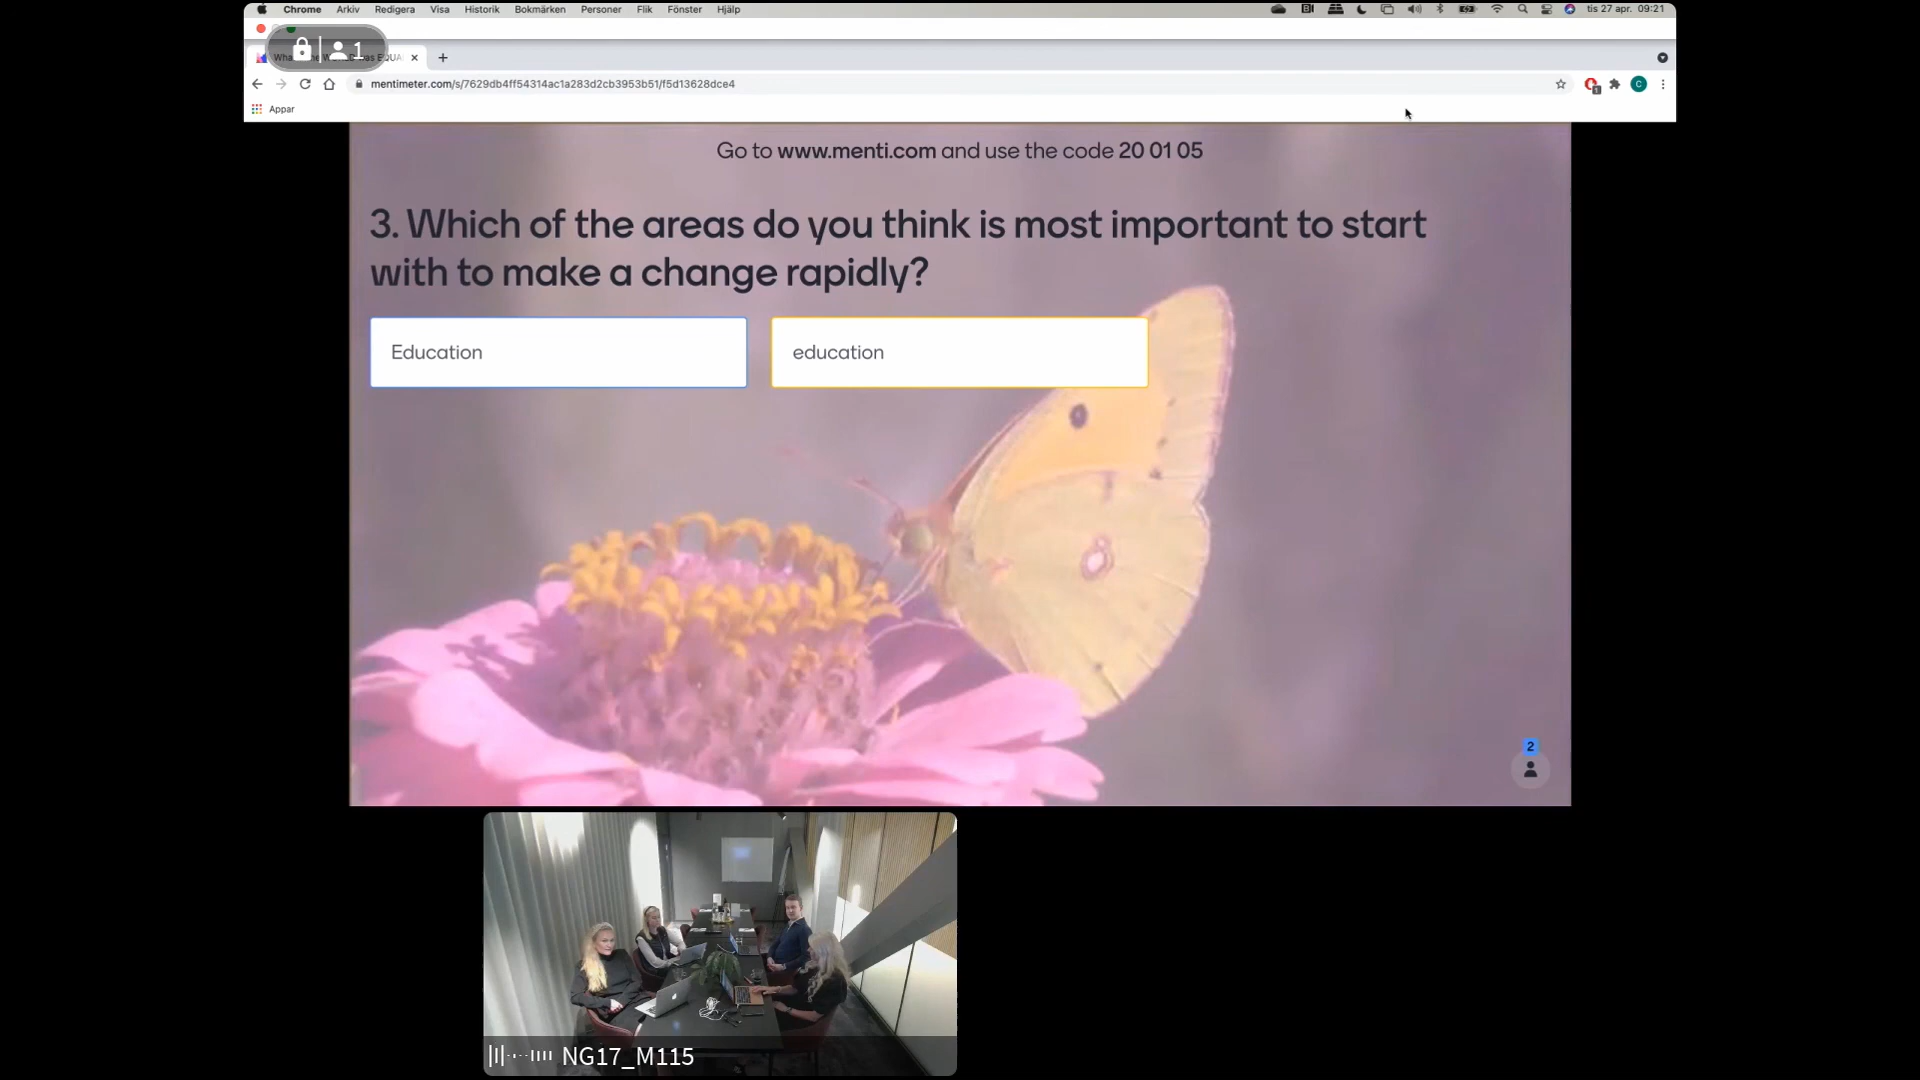 Chrome Arkiv Redigera Visa Historik Bokmärken Personer Flik Fönster Hjälp
tis 27 apr. 09:21
1
mentimeter.com/s/7629db4ff54314ac1a283d2cb3953b51/f5d13628dce4
Appar
Go to www.menti.com and use the code 20 01 05
3. Which of the areas do you think is most important to start
with to make a change rapidly?
Education
education
2
NG17_M115